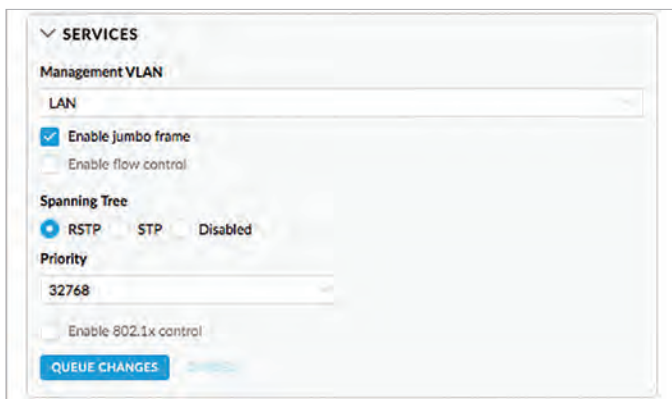 SERVICES
Management VLAN
LAN
Enable jumbo frame
Enable flow control
Spanning Tree
RSTP STP Disabled
Priority
32768
Enable 802.1x control
QUEUE CHANGES